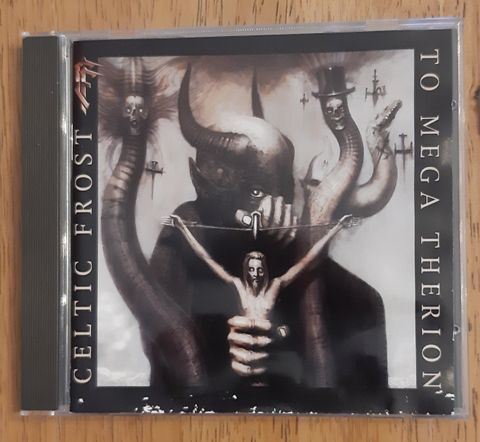 CELTIC FROST
TO MEGA THERION